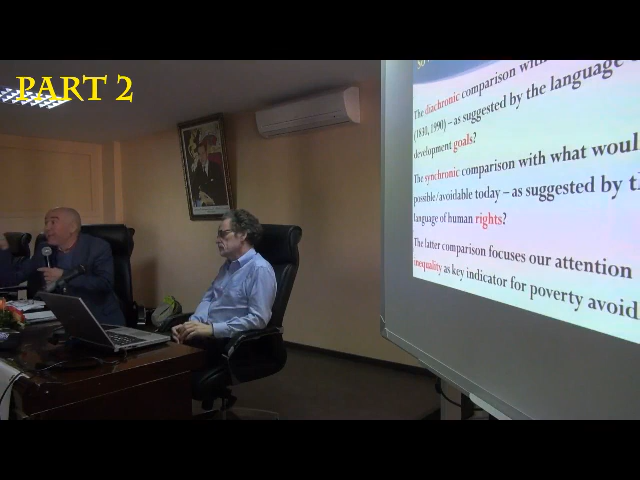 PART 2
The diachronic comparison with
(1830, 1990) – as suggested by the language
development goals?
The synchronic comparison with what woul
possible/avoidable today – as suggested by t
language of human rights?
The latter comparison focuses our attention
inequality as key indicator for poverty avoid